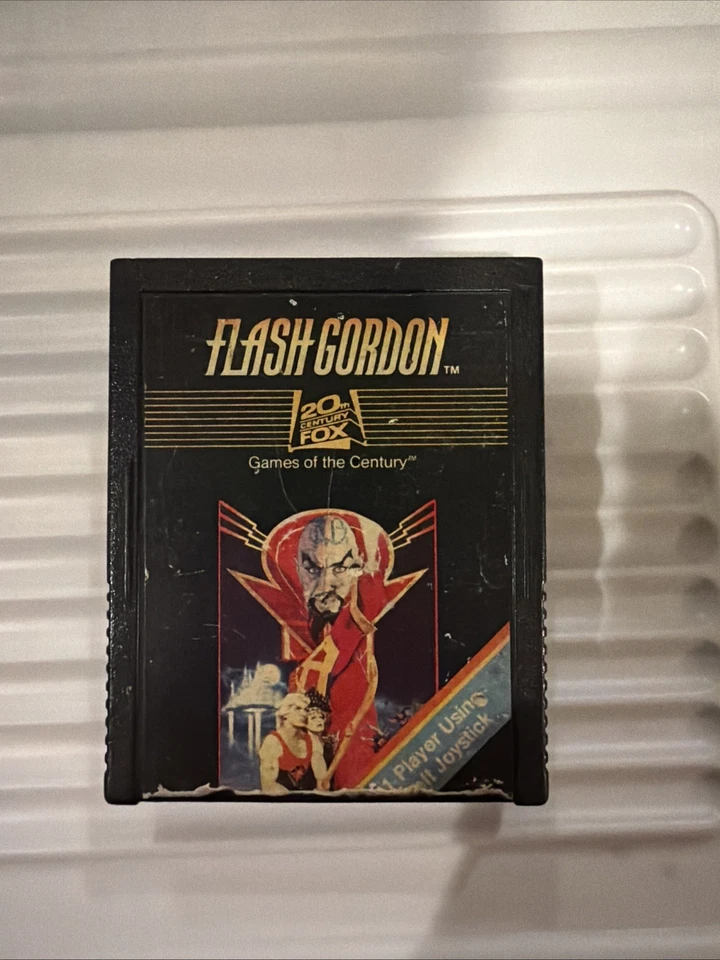 FLASH GORDON™
20TH
CENTURY
FOX
Games of the Century™
1 Player Using
Joystick